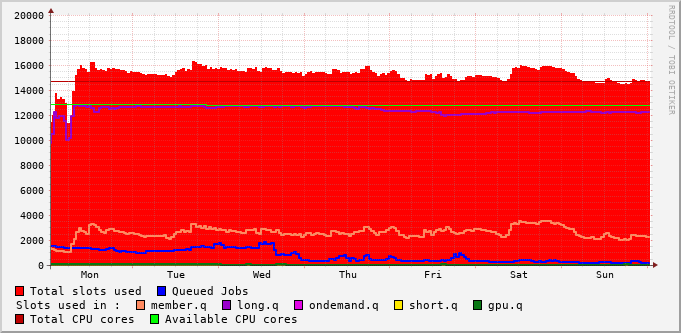 20000
18000
16000
14000
12000
10000
8000
6000
4000
2000
0
Mon Tue Wed Thu Fri Sat Sun
Total slots used Queued Jobs
Slots used in : member.q long.q ondemand.q short.q gpu.q
Total CPU cores Available CPU cores
RRDTOOL / TOBI OETIKER